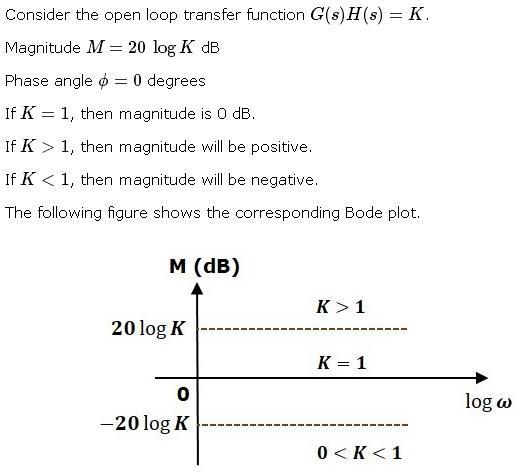 Consider the open loop transfer function G(s)H(s) = K.
Magnitude M = 20 log K dB
Phase angle ϕ = 0 degrees
If K = 1, then magnitude is 0 dB.
If K > 1, then magnitude will be positive.
If K < 1, then magnitude will be negative.
The following figure shows the corresponding Bode plot.
M (dB)
K > 1
20 log K
K = 1
0
log ω
−20 log K
0 < K < 1